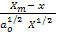 X_m − x
a_o^{1/2} X^{1/2}